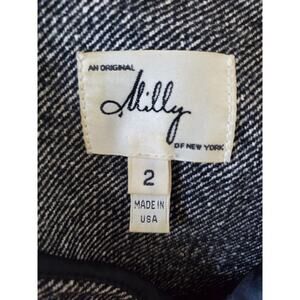 AN ORIGINAL
Milly
OF NEW YORK
2
MADE IN
USA